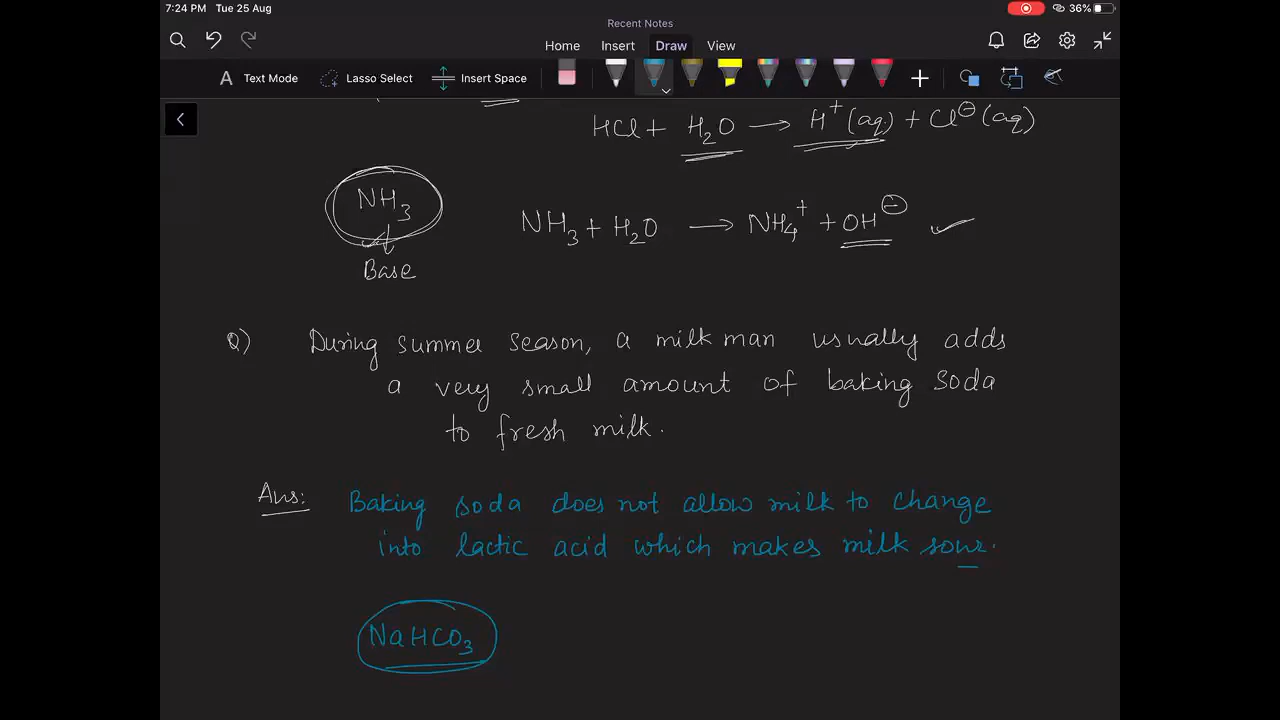 7:24 PM Tue 25 Aug
36%
Recent Notes
Home Insert Draw View
Text Mode Lasso Select Insert Space
HCl + H₂O → H⁺(aq) + Cl⊖(aq)
NH₃
NH₃ + H₂O → NH₄⁺ + OH⊖
Base
Q) During summer season, a milk man usually adds
a very small amount of baking soda
to fresh milk.
Ans: Baking soda does not allow milk to change
into lactic acid which makes milk sour.
NaHCO₃